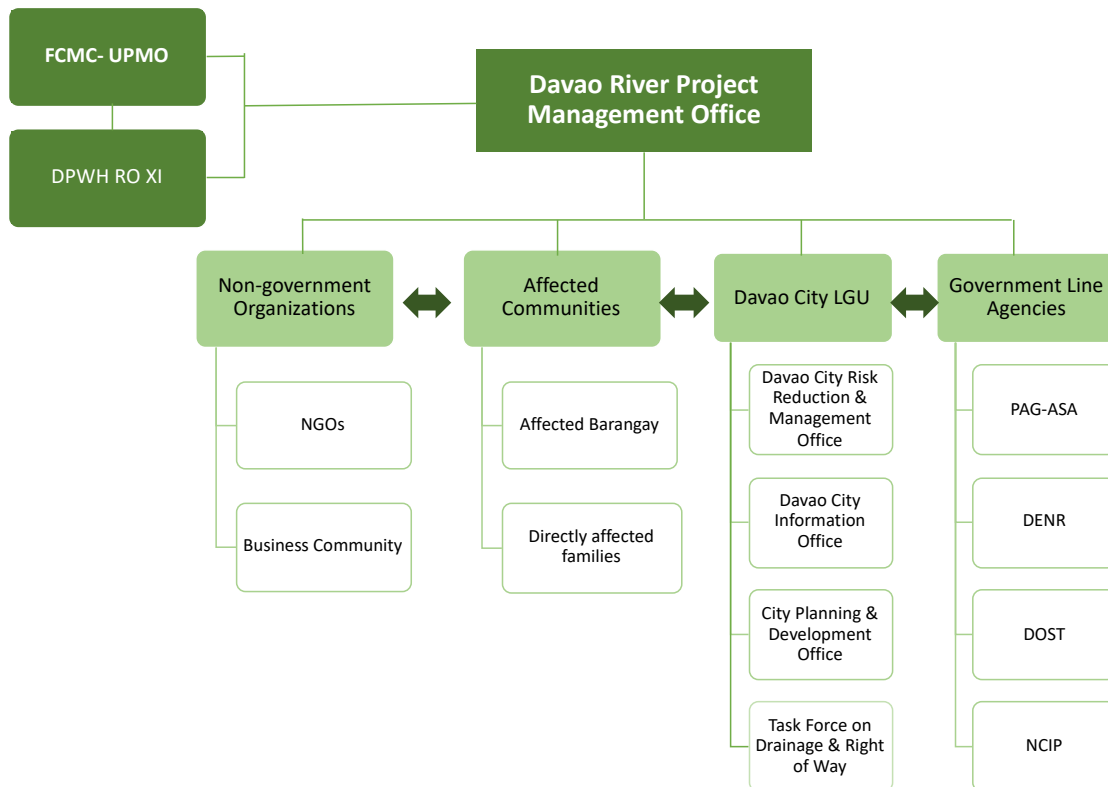 FCMC- UPMO
DPWH RO XI
Davao River Project
Management Office
Non-government
Organizations
Affected
Communities
Davao City LGU
Government Line
Agencies
NGOs
Business Community
Affected Barangay
Directly affected
families
Davao City Risk
Reduction &
Management
Office
Davao City
Information
Office
City Planning &
Development
Office
Task Force on
Drainage & Right
of Way
PAG-ASA
DENR
DOST
NCIP